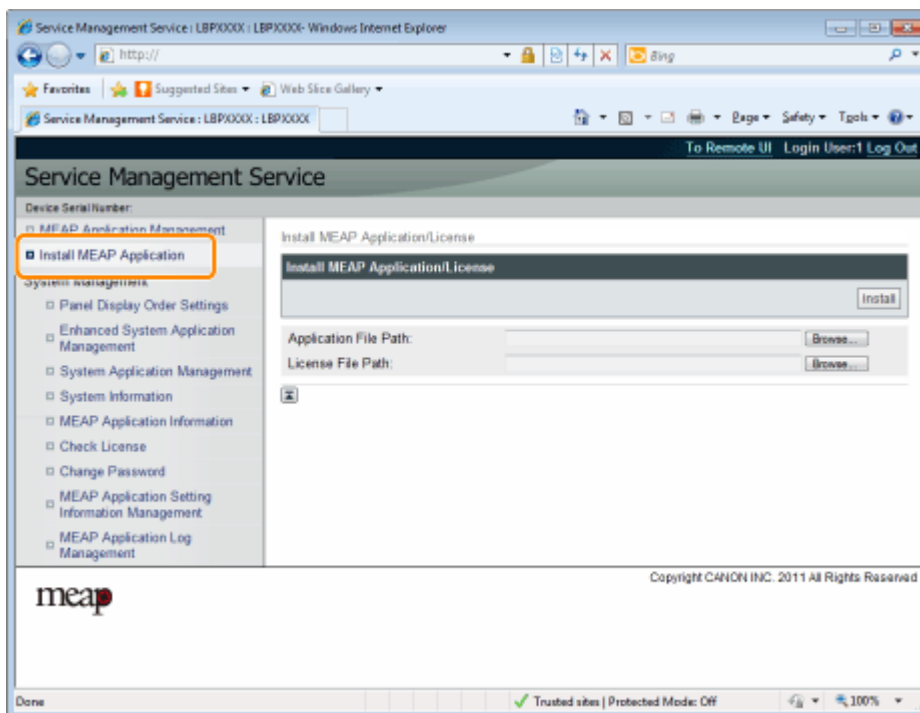 Service Management Service : LBPXXXX : LBPXXXX- Windows Internet Explorer
http://
Bing
Favorites Suggested Sites Web Slice Gallery
Service Management Service : LBPXXXX : LBPXXXX
Page Safety Tools
To Remote UI Login User:1 Log Out
Service Management Service
Device Serial Number:
MEAP Application Management
Install MEAP Application
System Management
Panel Display Order Settings
Enhanced System Application
Management
System Application Management
System Information
MEAP Application Information
Check License
Change Password
MEAP Application Setting
Information Management
MEAP Application Log
Management
Install MEAP Application/License
Install MEAP Application/License
Install
Application File Path:
Browse...
License File Path:
Browse...
Copyright CANON INC. 2011 All Rights Reserved
meap
Done
Trusted sites | Protected Mode: Off
100%